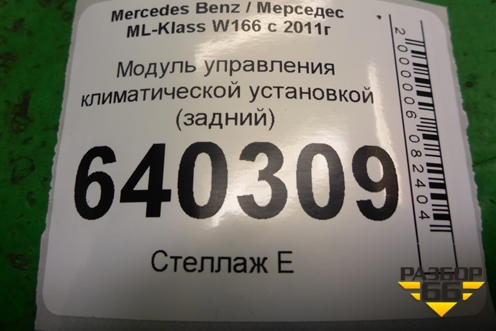 Mercedes Benz / Мерседес
ML-Klass W166 с 2011г
Модуль управления
климатической установкой
(задний)
640309
Стеллаж Е
2000006082404
РАЗБОР
66